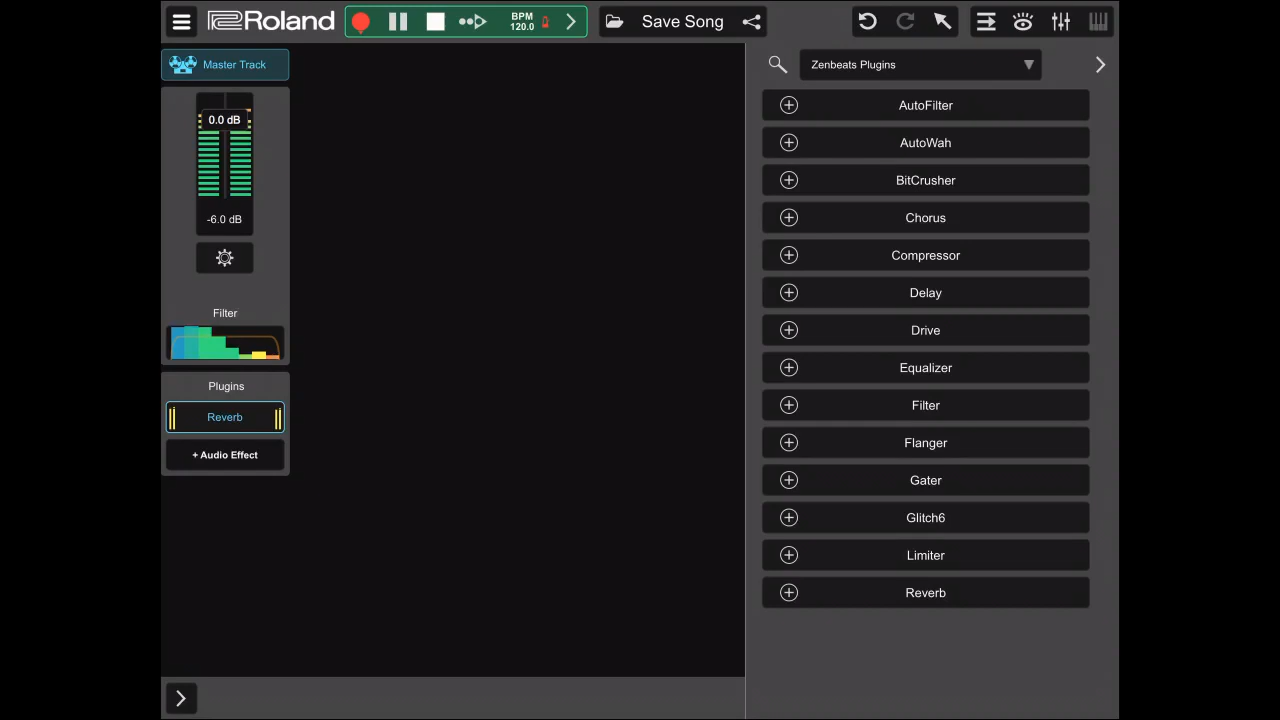 Roland
BPM
120.0
Save Song
Master Track
0.0 dB
-6.0 dB
Filter
Plugins
Reverb
+ Audio Effect
Zenbeats Plugins
AutoFilter
AutoWah
BitCrusher
Chorus
Compressor
Delay
Drive
Equalizer
Filter
Flanger
Gater
Glitch6
Limiter
Reverb